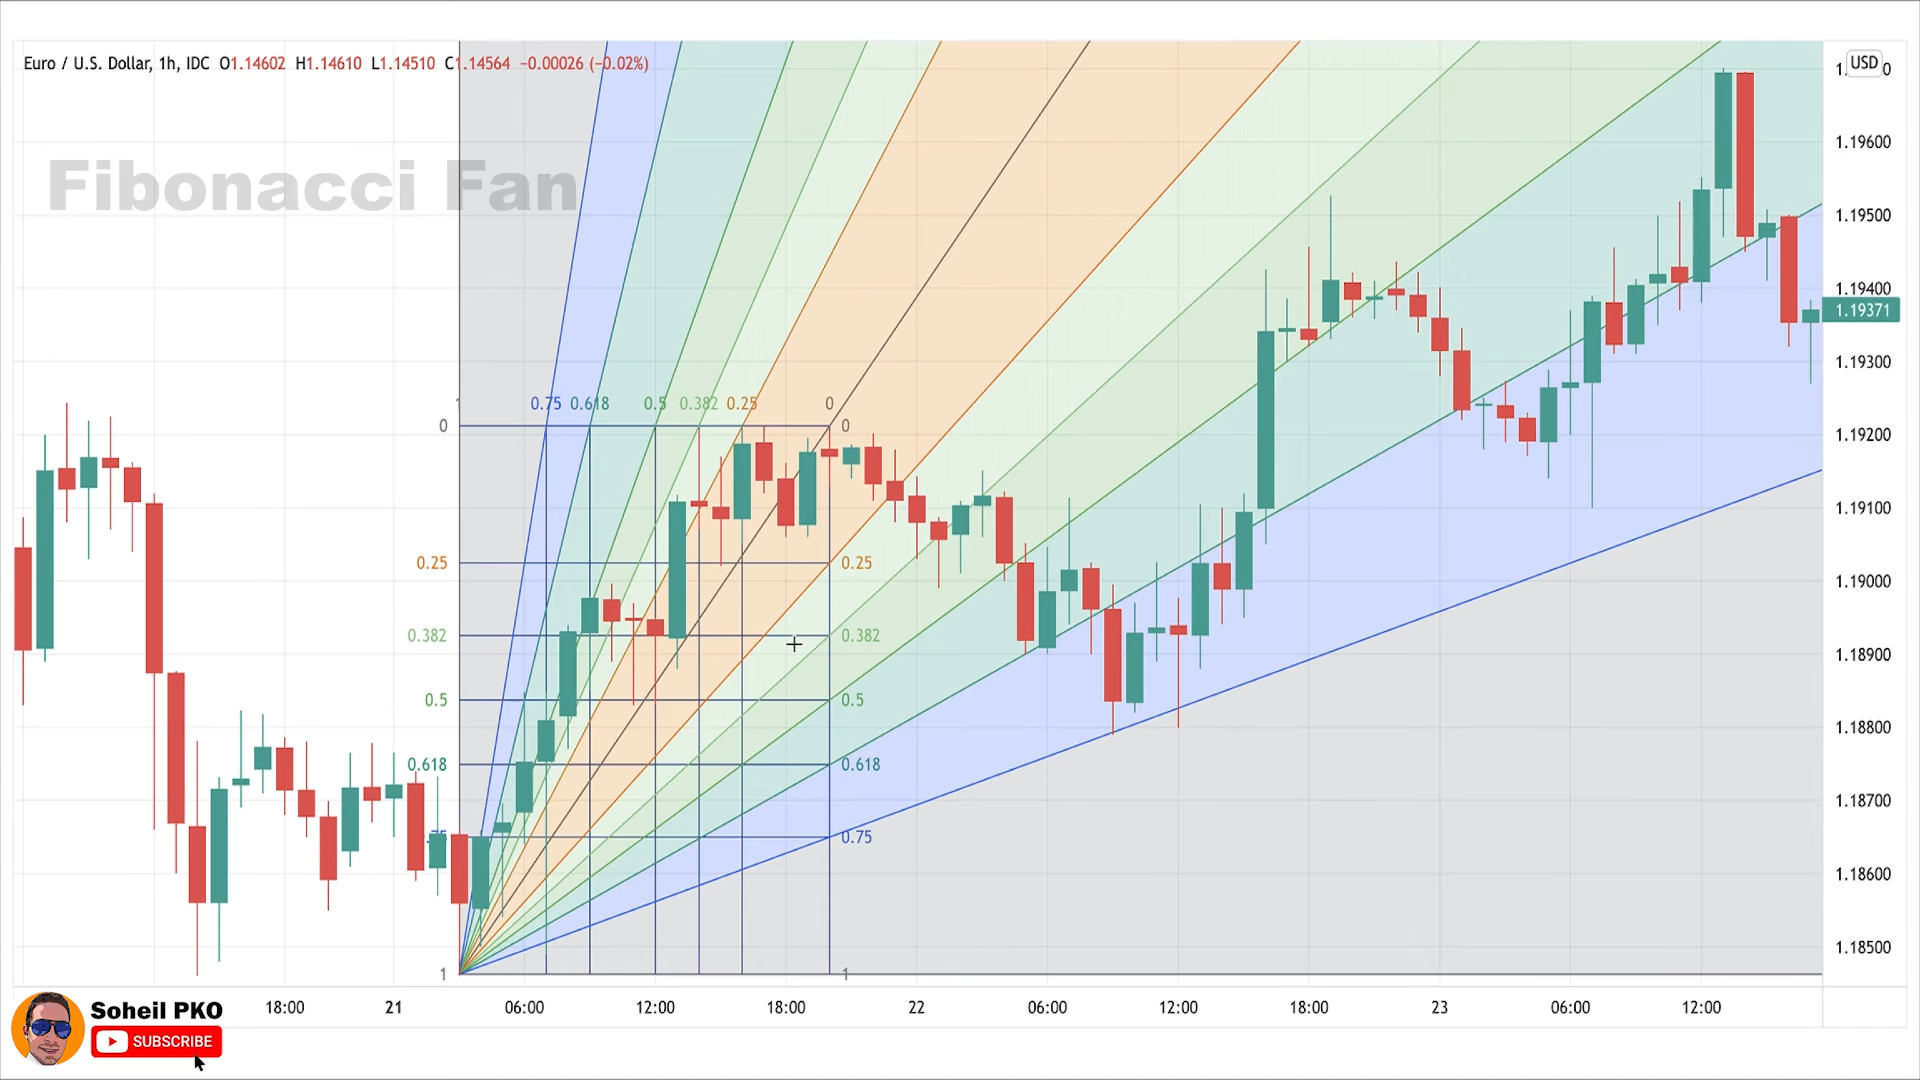 Euro / U.S. Dollar, 1h, IDC O1.14602 H1.14610 L1.14510 C1.14564 −0.00026 (−0.02%)
USD
Fibonacci Fan
1.19600
1.19500
1.19400
1.19371
1.19300
1.19200
1.19100
1.19000
1.18900
1.18800
1.18700
1.18600
1.18500
0.75 0.618 0.5 0.382 0.25 0
0 0
0.25 0.25
0.382 0.382
0.5 0.5
0.618 0.618
0.75
1 1
18:00 21 06:00 12:00 18:00 22 06:00 12:00 18:00 23 06:00 12:00
Soheil PKO
SUBSCRIBE